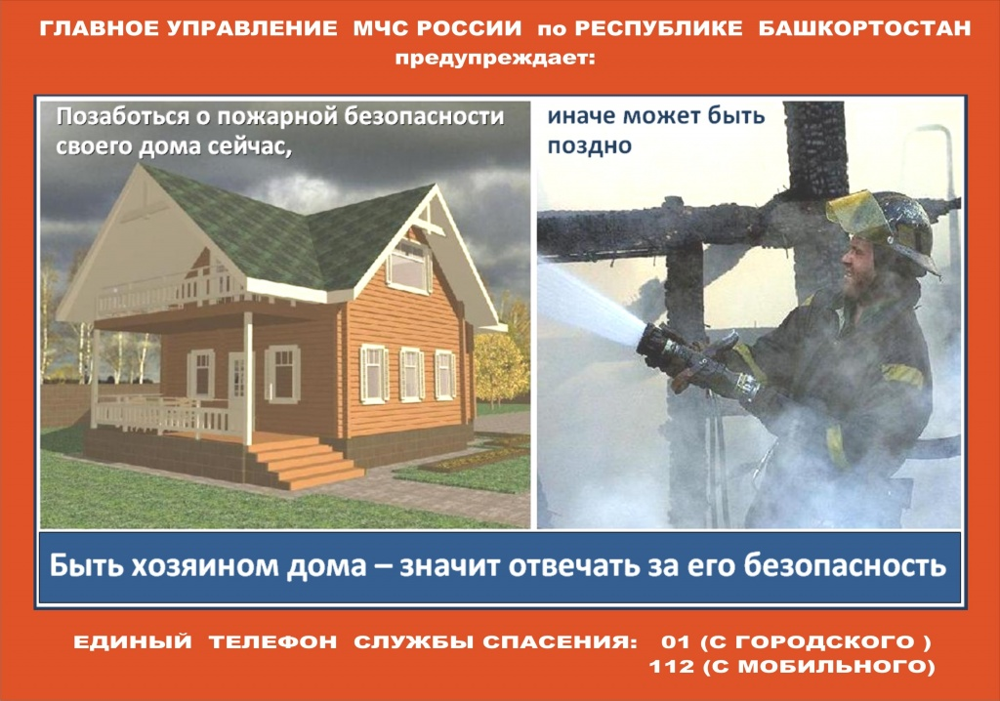 ГЛАВНОЕ УПРАВЛЕНИЕ МЧС РОССИИ по РЕСПУБЛИКЕ БАШКОРТОСТАН
предупреждает:
Позаботься о пожарной безопасности
своего дома сейчас,
иначе может быть
поздно
Быть хозяином дома – значит отвечать за его безопасность
ЕДИНЫЙ ТЕЛЕФОН СЛУЖБЫ СПАСЕНИЯ: 01 (С ГОРОДСКОГО )
112 (С МОБИЛЬНОГО)